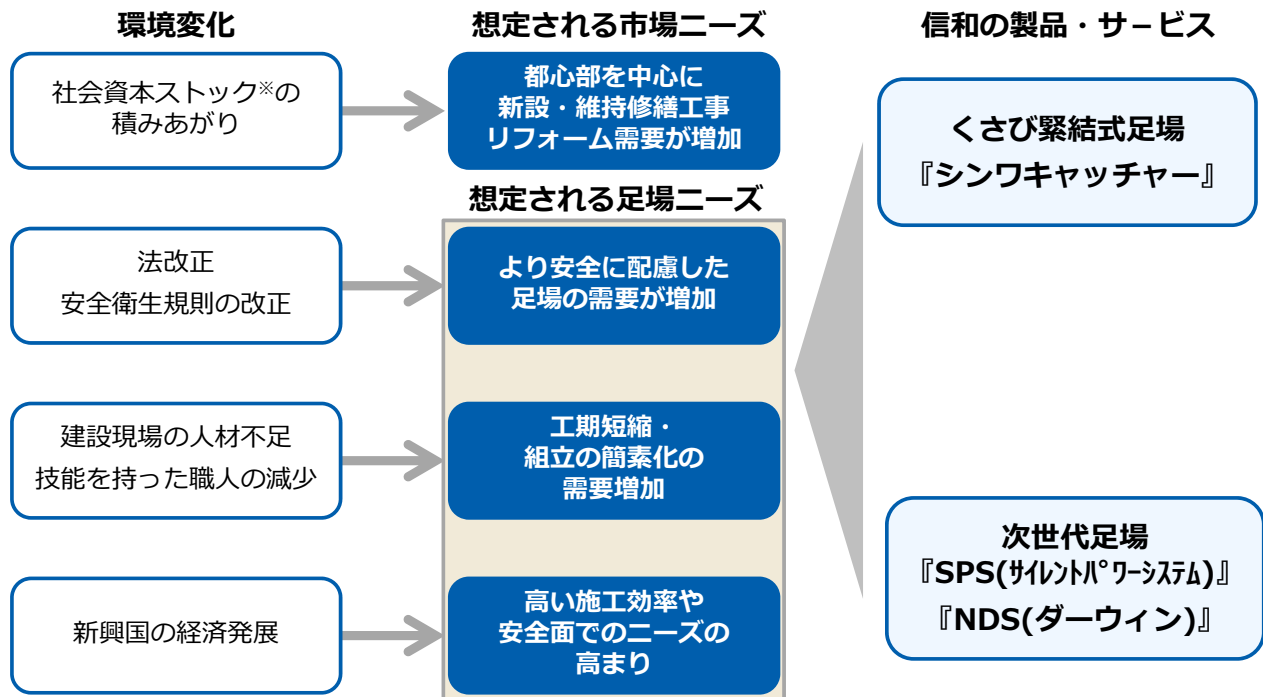 環境変化
想定される市場ニーズ
信和の製品・サ－ビス
社会資本ストック※の
積みあがり
都心部を中心に
新設・維持修繕工事
リフォーム需要が増加
くさび緊結式足場
『シンワキャッチャー』
想定される足場ニーズ
法改正
安全衛生規則の改正
より安全に配慮した
足場の需要が増加
建設現場の人材不足
技能を持った職人の減少
工期短縮・
組立の簡素化の
需要増加
次世代足場
『SPS(ｻｲﾚﾝﾄﾊﾟﾜｰｼｽﾃﾑ)』
『NDS(ダーウィン)』
新興国の経済発展
高い施工効率や
安全面でのニーズの
高まり